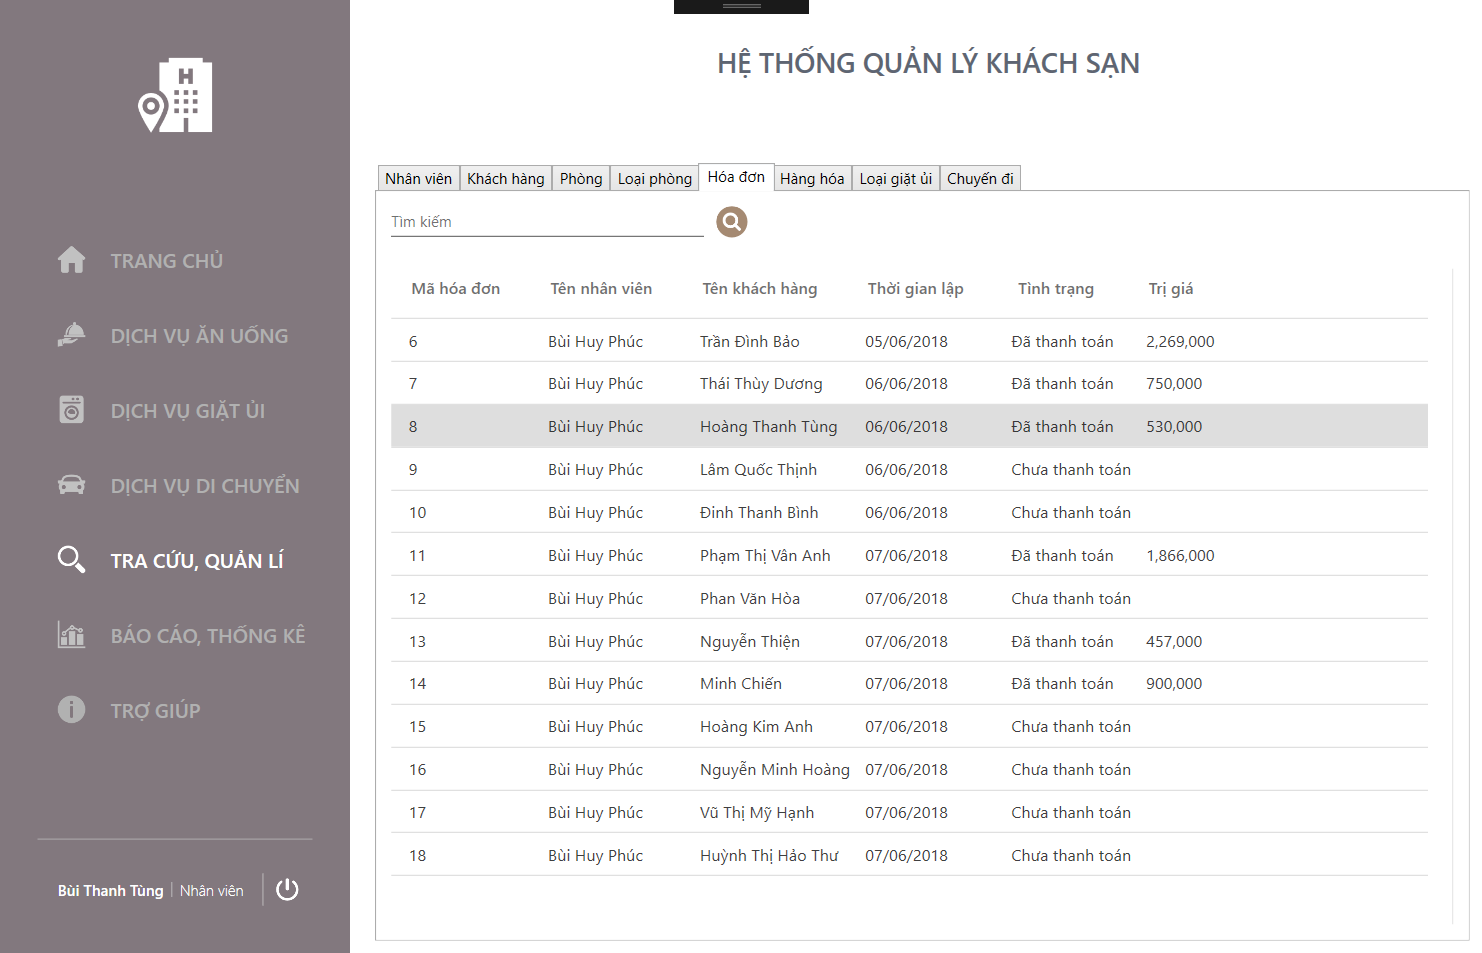 H
HỆ THỐNG QUẢN LÝ KHÁCH SẠN
TRANG CHỦ
DỊCH VỤ ĂN UỐNG
DỊCH VỤ GIẶT ỦI
DỊCH VỤ DI CHUYỂN
TRA CỨU, QUẢN LÍ
BÁO CÁO, THỐNG KÊ
TRỢ GIÚP
Bùi Thanh Tùng | Nhân viên
Nhân viên Khách hàng Phòng Loại phòng Hóa đơn Hàng hóa Loại giặt ủi Chuyến đi
Tìm kiếm
Mã hóa đơn Tên nhân viên Tên khách hàng Thời gian lập Tình trạng Trị giá
6 Bùi Huy Phúc Trần Đình Bảo 05/06/2018 Đã thanh toán 2,269,000
7 Bùi Huy Phúc Thái Thùy Dương 06/06/2018 Đã thanh toán 750,000
8 Bùi Huy Phúc Hoàng Thanh Tùng 06/06/2018 Đã thanh toán 530,000
9 Bùi Huy Phúc Lâm Quốc Thịnh 06/06/2018 Chưa thanh toán
10 Bùi Huy Phúc Đinh Thanh Bình 06/06/2018 Chưa thanh toán
11 Bùi Huy Phúc Phạm Thị Vân Anh 07/06/2018 Đã thanh toán 1,866,000
12 Bùi Huy Phúc Phan Văn Hòa 07/06/2018 Chưa thanh toán
13 Bùi Huy Phúc Nguyễn Thiện 07/06/2018 Đã thanh toán 457,000
14 Bùi Huy Phúc Minh Chiến 07/06/2018 Đã thanh toán 900,000
15 Bùi Huy Phúc Hoàng Kim Anh 07/06/2018 Chưa thanh toán
16 Bùi Huy Phúc Nguyễn Minh Hoàng 07/06/2018 Chưa thanh toán
17 Bùi Huy Phúc Vũ Thị Mỹ Hạnh 07/06/2018 Chưa thanh toán
18 Bùi Huy Phúc Huỳnh Thị Hảo Thư 07/06/2018 Chưa thanh toán